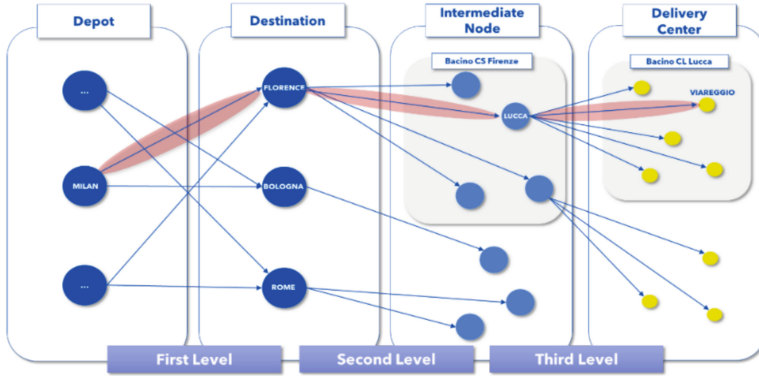 Depot
Destination
Intermediate
Node
Delivery
Center
Bacino CS Firenze
Bacino CL Lucca
...
FLORENCE
VIAREGGIO
LUCCA
MILAN
BOLOGNA
...
ROME
First Level
Second Level
Third Level